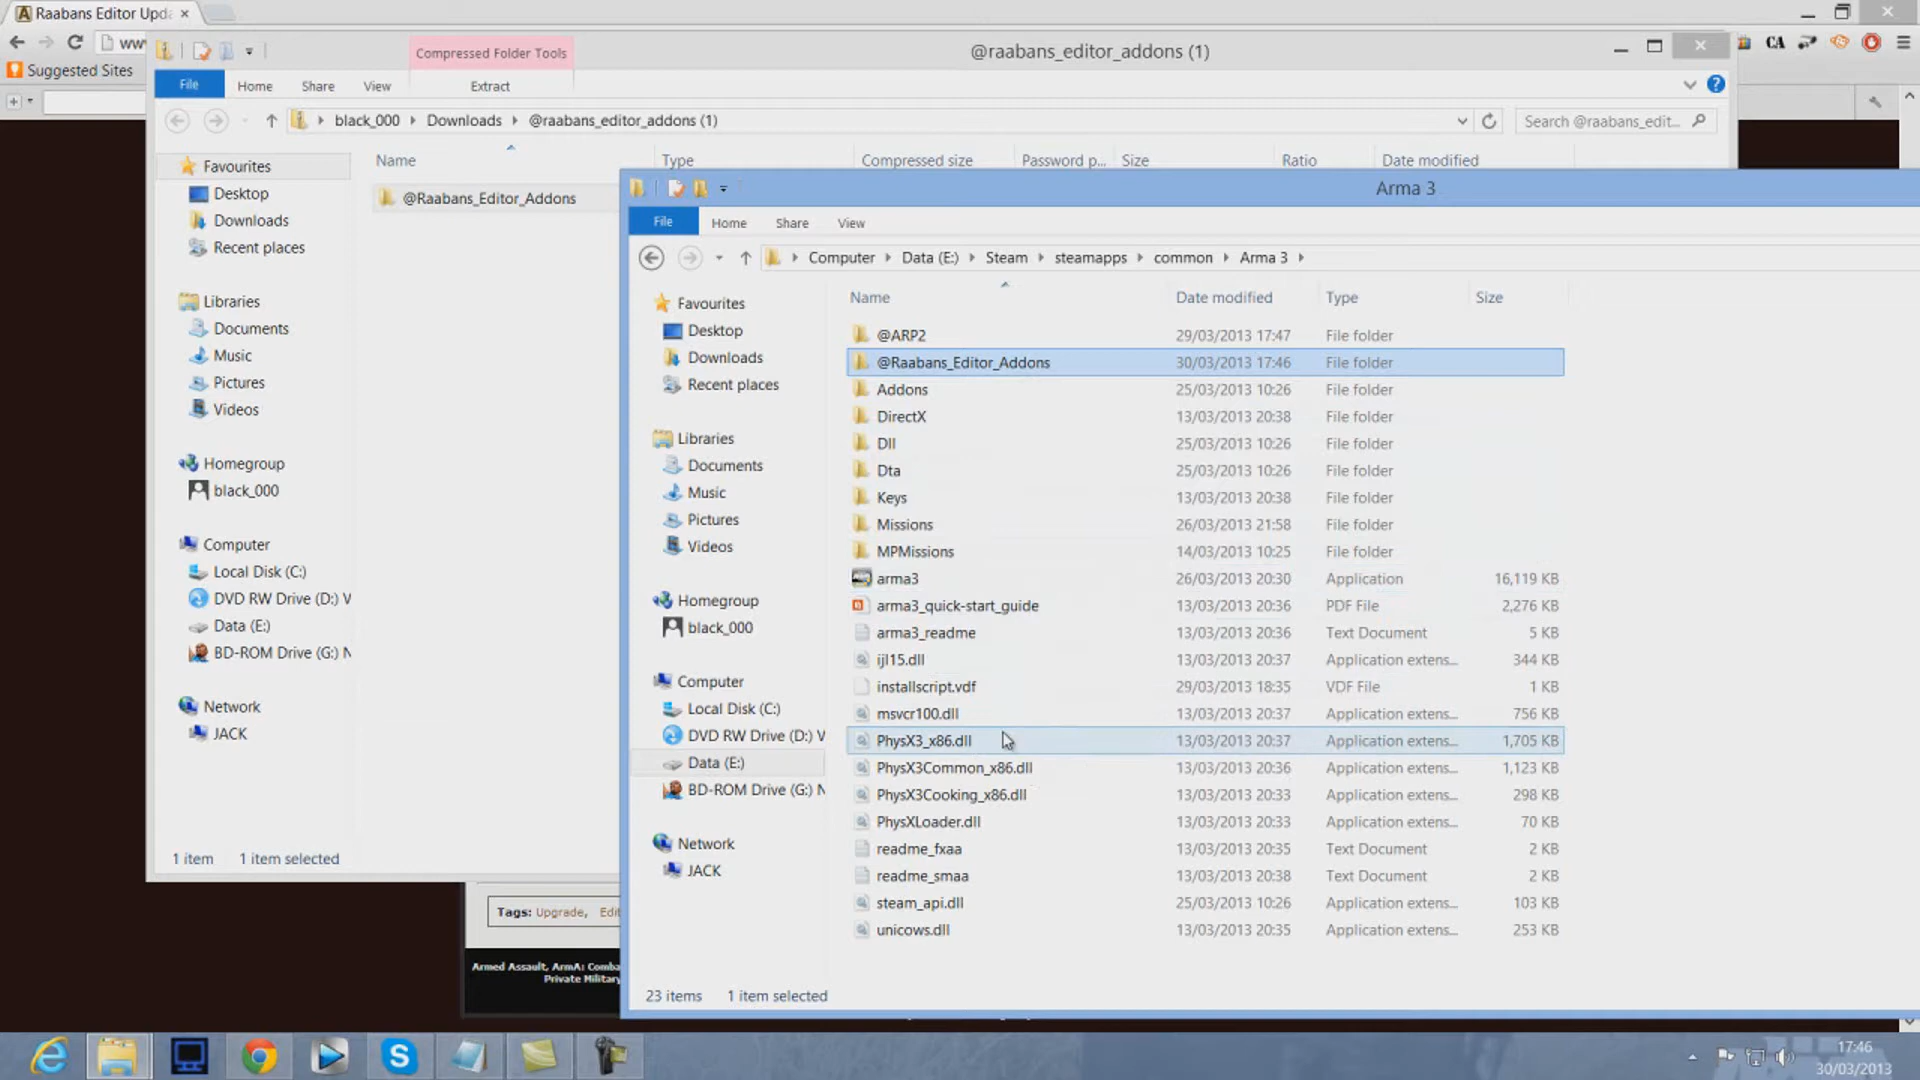 Raabans Editor Upda
www
Suggested Sites
CA
Compressed Folder Tools
@raabans_editor_addons (1)
File Home Share View Extract
black_000 Downloads @raabans_editor_addons (1)
Search @raabans_edit...
Name Type Compressed size Password p... Size Ratio Date modified
@Raabans_Editor_Addons
Favourites
Desktop
Downloads
Recent places
Libraries
Documents
Music
Pictures
Videos
Homegroup
black_000
Computer
Local Disk (C:)
DVD RW Drive (D:) V
Data (E:)
BD-ROM Drive (G:) N
Network
JACK
1 item 1 item selected
Arma 3
File Home Share View
Computer Data (E:) Steam steamapps common Arma 3
Favourites
Desktop
Downloads
Recent places
Libraries
Documents
Music
Pictures
Videos
Homegroup
black_000
Computer
Local Disk (C:)
DVD RW Drive (D:) V
Data (E:)
BD-ROM Drive (G:) N
Network
JACK
Name Date modified Type Size
@ARP2 29/03/2013 17:47 File folder
@Raabans_Editor_Addons 30/03/2013 17:46 File folder
Addons 25/03/2013 10:26 File folder
DirectX 13/03/2013 20:38 File folder
Dll 25/03/2013 10:26 File folder
Dta 25/03/2013 10:26 File folder
Keys 13/03/2013 20:38 File folder
Missions 26/03/2013 21:58 File folder
MPMissions 14/03/2013 10:25 File folder
arma3 26/03/2013 20:30 Application 16,119 KB
arma3_quick-start_guide 13/03/2013 20:36 PDF File 2,276 KB
arma3_readme 13/03/2013 20:36 Text Document 5 KB
ijl15.dll 13/03/2013 20:37 Application extens... 344 KB
installscript.vdf 29/03/2013 18:35 VDF File 1 KB
msvcr100.dll 13/03/2013 20:37 Application extens... 756 KB
PhysX3_x86.dll 13/03/2013 20:37 Application extens... 1,705 KB
PhysX3Common_x86.dll 13/03/2013 20:36 Application extens... 1,123 KB
PhysX3Cooking_x86.dll 13/03/2013 20:33 Application extens... 298 KB
PhysXLoader.dll 13/03/2013 20:33 Application extens... 70 KB
readme_fxaa 13/03/2013 20:35 Text Document 2 KB
readme_smaa 13/03/2013 20:38 Text Document 2 KB
steam_api.dll 25/03/2013 10:26 Application extens... 103 KB
unicows.dll 13/03/2013 20:35 Application extens... 253 KB
23 items 1 item selected
Tags: Upgrade, Edi
Armed Assault, ArmA: Comba
Private Military
17:46
30/03/2013